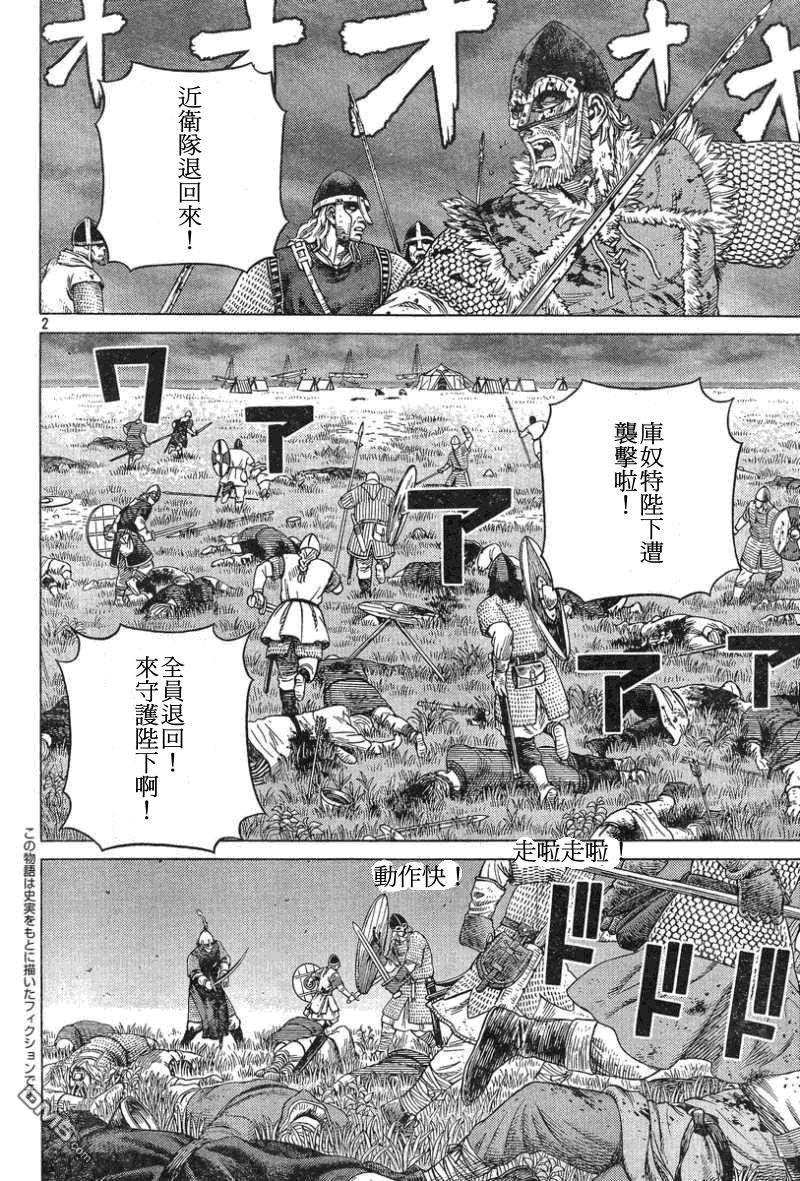 オオオオオ
近衛隊退回來！
2
ワアアアア
庫奴特陛下遭
襲擊啦！
全員退回！
來守護陛下啊！
走啦走啦！
動作快！
ドドド
この物語は史実をもとに描いたフィクションで